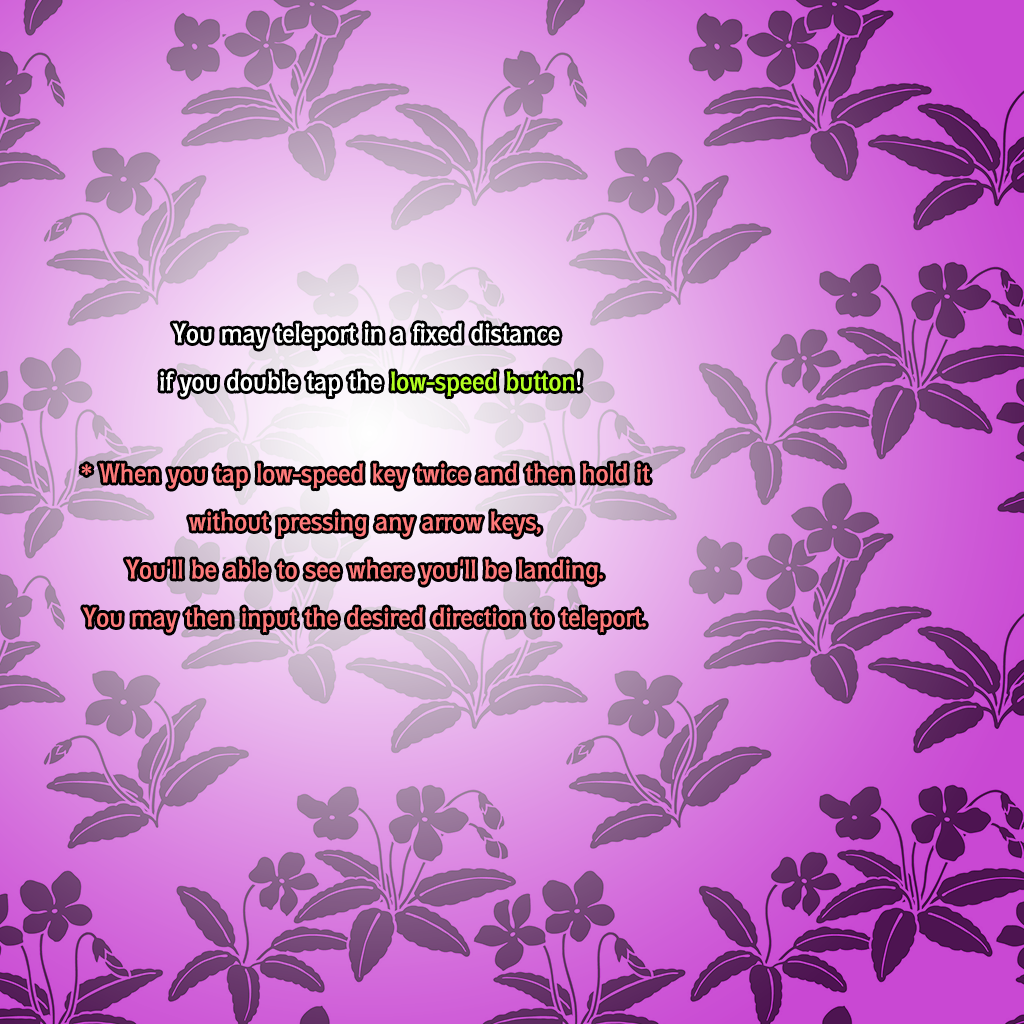 You may teleport in a fixed distance
if you double tap the low-speed button!
* When you tap low-speed key twice and then hold it
without pressing any arrow keys,
You'll be able to see where you'll be landing.
You may then input the desired direction to teleport.